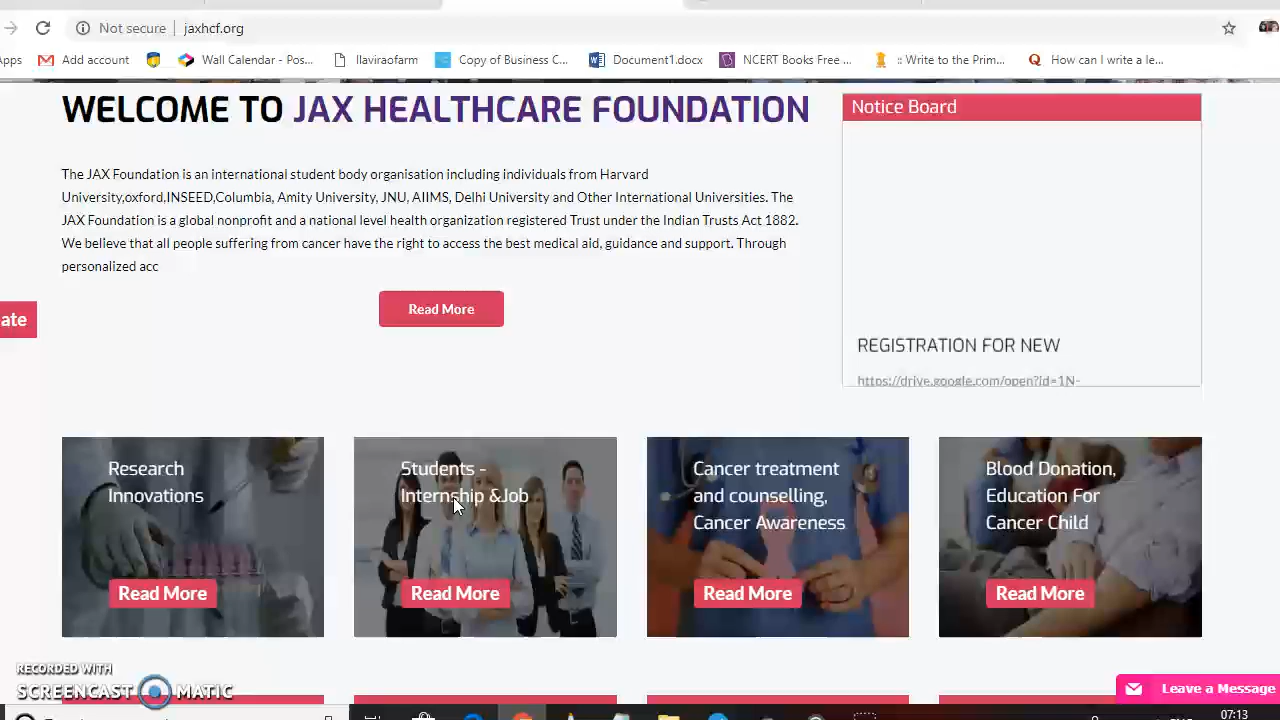 Not secure | jaxhcf.org
Apps Add account Wall Calendar - Pos... llaviraofarm Copy of Business C... Document1.docx NCERT Books Free ... :: Write to the Prim... How can I write a le...
WELCOME TO JAX HEALTHCARE FOUNDATION
The JAX Foundation is an international student body organisation including individuals from Harvard
University,oxford,INSEED,Columbia, Amity University, JNU, AIIMS, Delhi University and Other International Universities. The
JAX Foundation is a global nonprofit and a national level health organization registered Trust under the Indian Trusts Act 1882.
We believe that all people suffering from cancer have the right to access the best medical aid, guidance and support. Through
personalized acc
Read More
ate
Notice Board
REGISTRATION FOR NEW
https://drive.google.com/open?id=1N-
Research
Innovations
Read More
Students -
Internship &Job
Read More
Cancer treatment
and counselling,
Cancer Awareness
Read More
Blood Donation,
Education For
Cancer Child
Read More
RECORDED WITH
SCREENCAST MATIC
Leave a Message
07:13